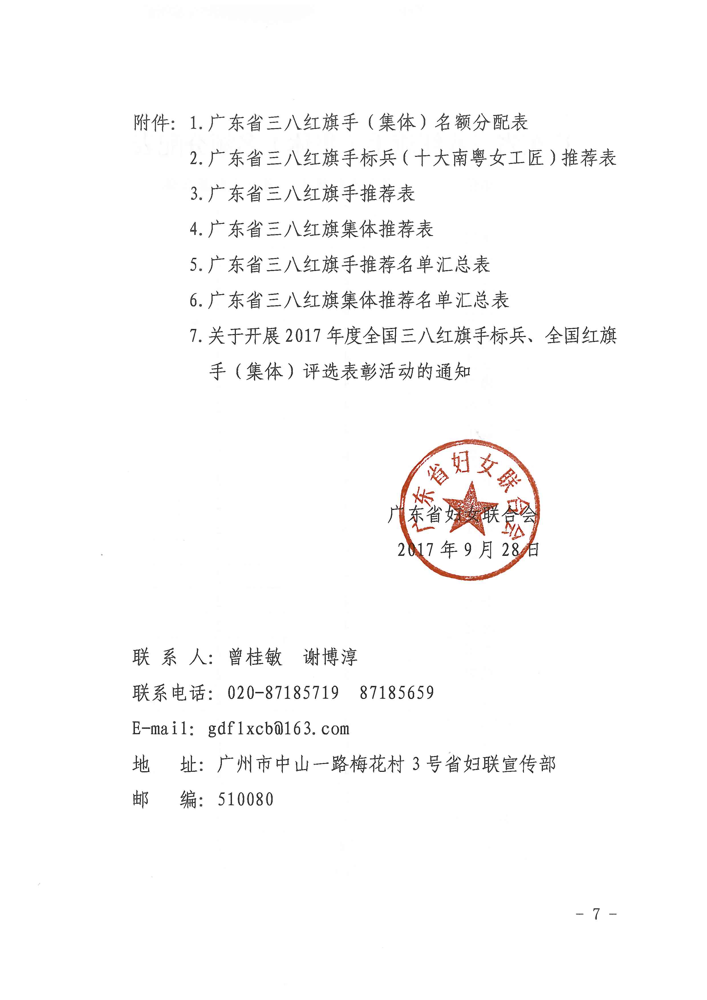 附件：1.广东省三八红旗手（集体）名额分配表
2.广东省三八红旗手标兵（十大南粤女工匠）推荐表
3.广东省三八红旗手推荐表
4.广东省三八红旗集体推荐表
5.广东省三八红旗手推荐名单汇总表
6.广东省三八红旗集体推荐名单汇总表
7.关于开展2017年度全国三八红旗手标兵、全国红旗
手（集体）评选表彰活动的通知
广东省妇女联合会
广东省妇女联合会
2017年9月28日
联 系 人：曾桂敏 谢博淳
联系电话：020-87185719 87185659
E-mail：gdflxcb@163.com
地 址：广州市中山一路梅花村3号省妇联宣传部
邮 编：510080
- 7 -